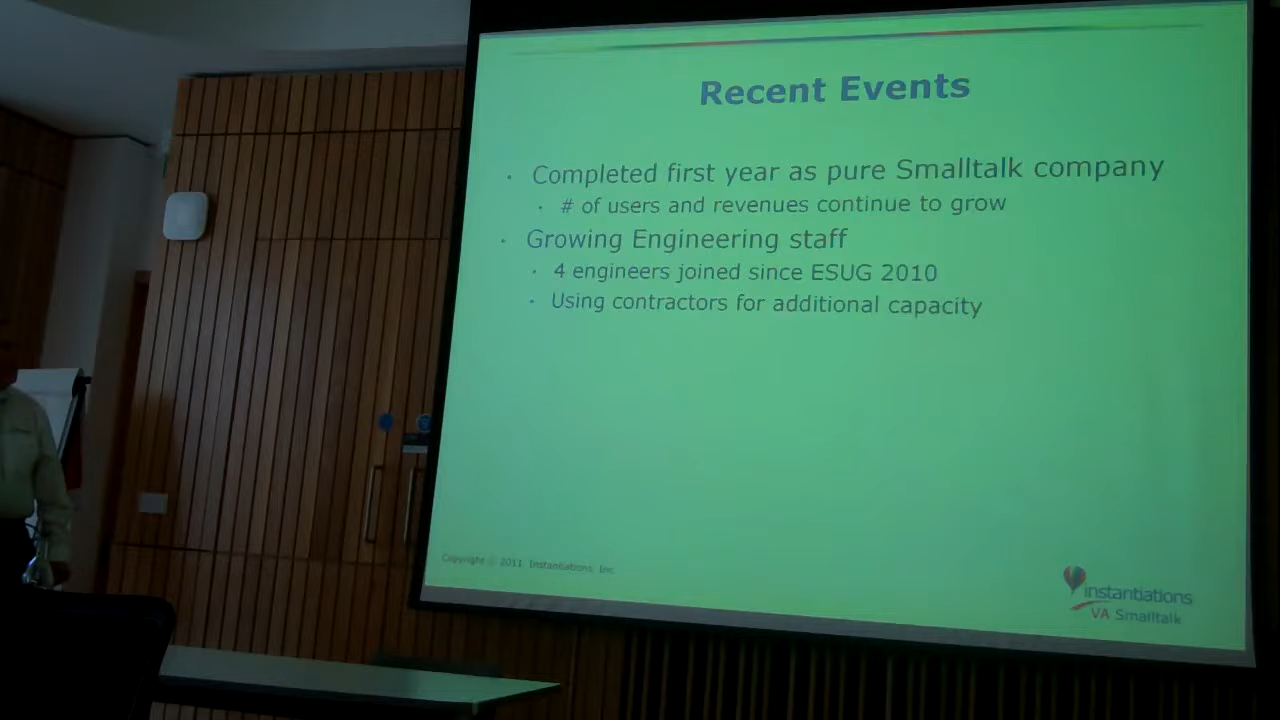 Recent Events
· Completed first year as pure Smalltalk company
· # of users and revenues continue to grow
· Growing Engineering staff
· 4 engineers joined since ESUG 2010
· Using contractors for additional capacity
Copyright © 2011, Instantiations, Inc.
instantiations
VA Smalltalk